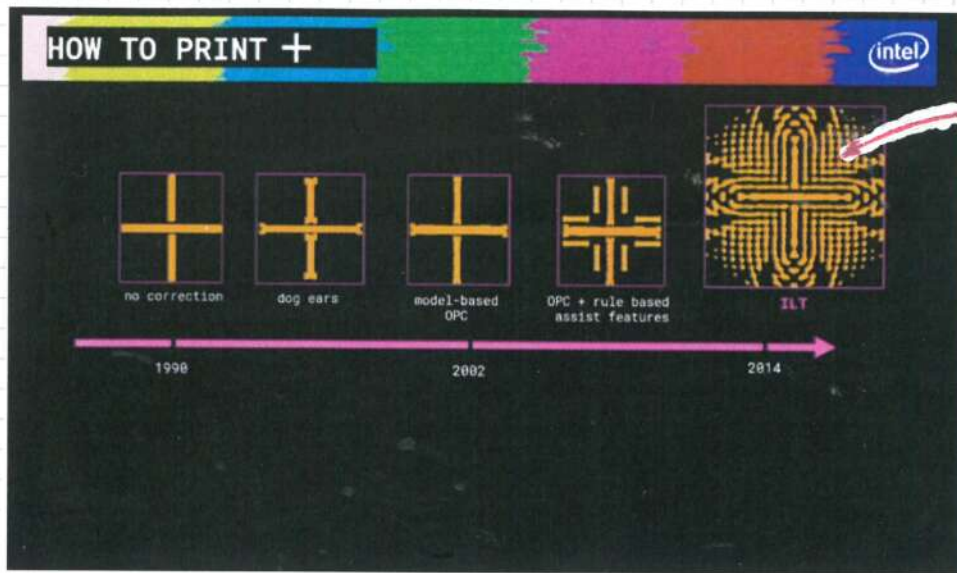 HOW TO PRINT +
intel
no correction
dog ears
model-based
OPC
OPC + rule based
assist features
ILT
1990
2002
2014